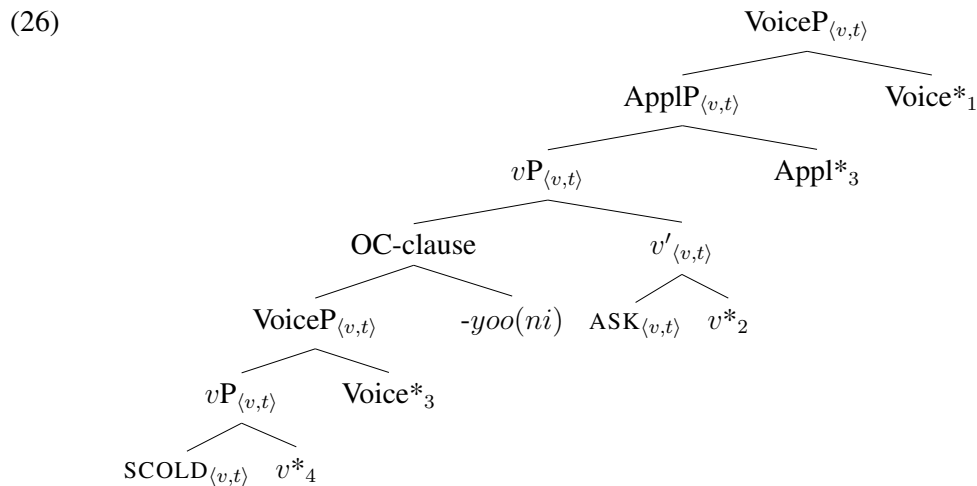 (26) VoiceP⟨v,t⟩
ApplP⟨v,t⟩ Voice*₁
vP⟨v,t⟩ Appl*₃
OC-clause v′⟨v,t⟩
VoiceP⟨v,t⟩ -yoo(ni) ASK⟨v,t⟩ v*₂
vP⟨v,t⟩ Voice*₃
SCOLD⟨v,t⟩ v*₄